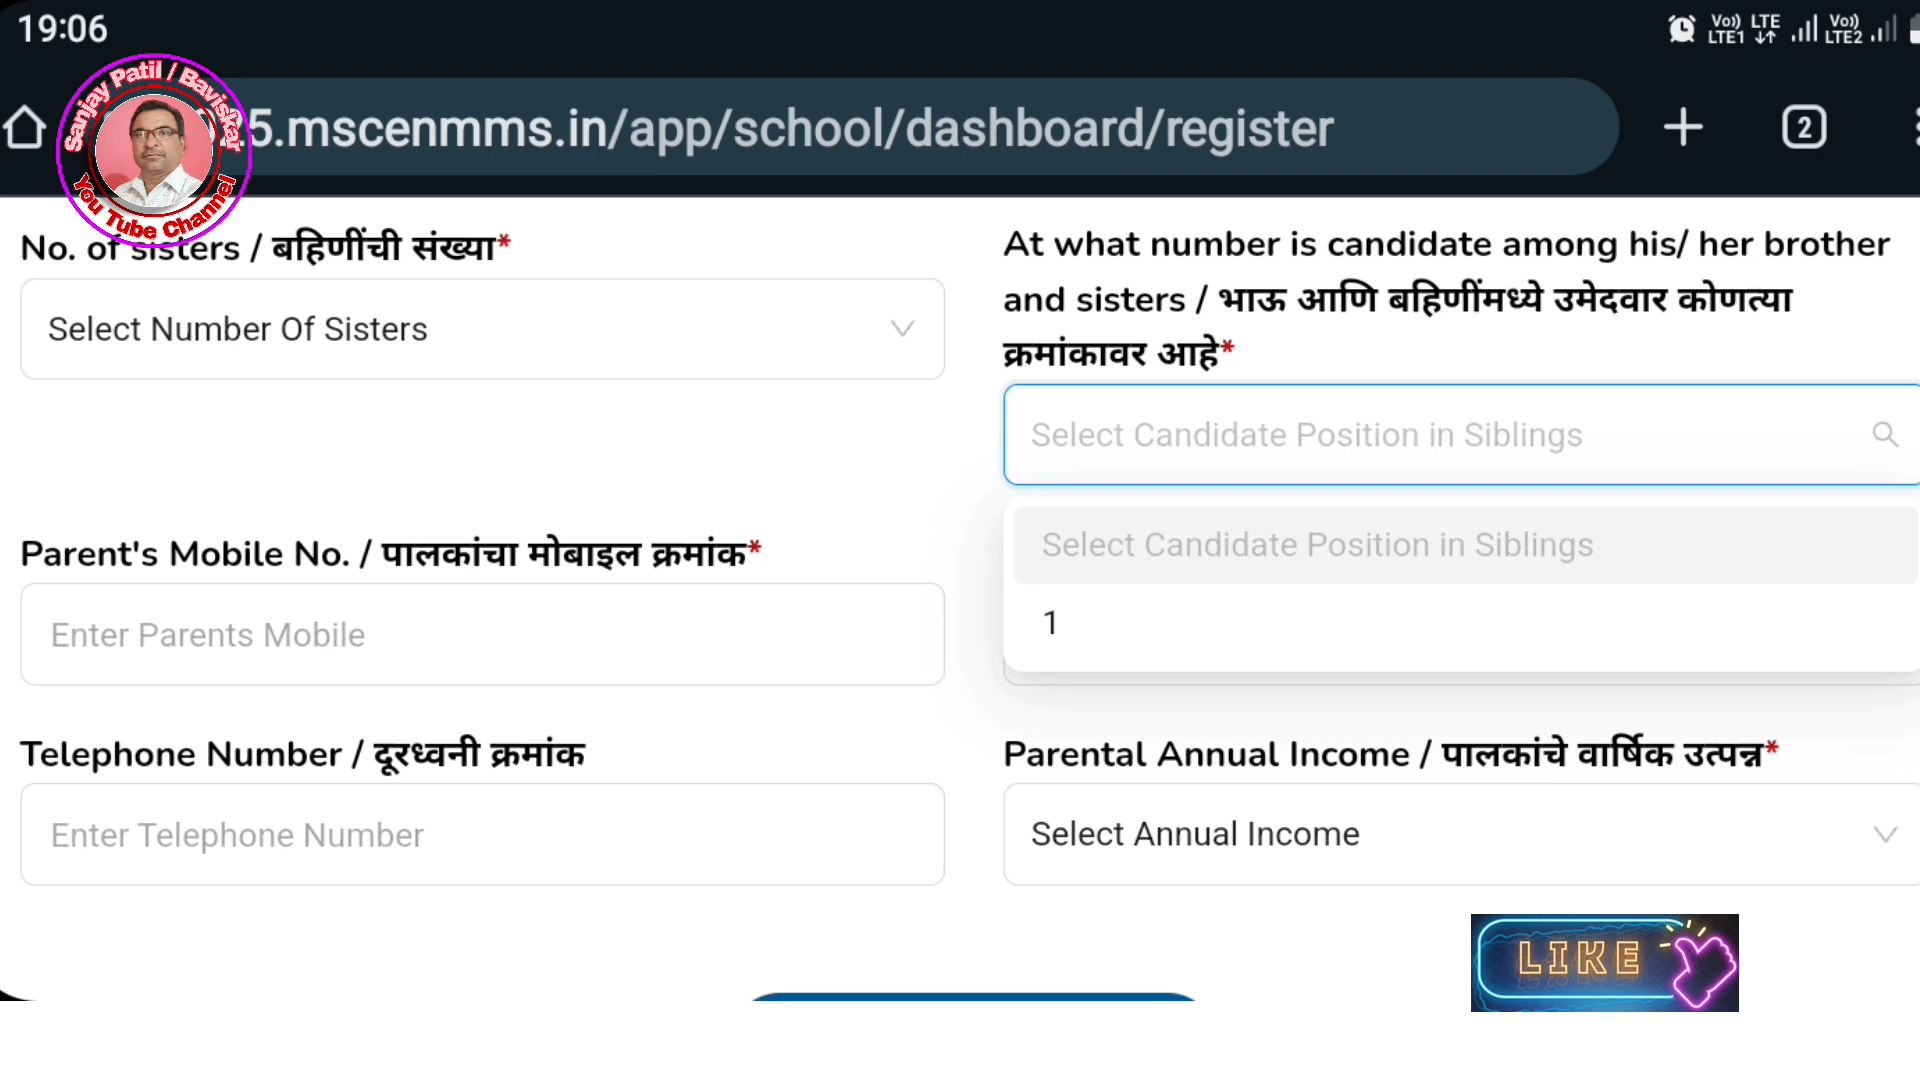 19:06
Vo)) LTE1 LTE Vo)) LTE2
Sanjay Patil / Baviskar
You Tube Channel
25.mscenmms.in/app/school/dashboard/register
2
No. of sisters / बहिणींची संख्या*
Select Number Of Sisters
At what number is candidate among his/ her brother
and sisters / भाऊ आणि बहिणींमध्ये उमेदवार कोणत्या
क्रमांकावर आहे*
Select Candidate Position in Siblings
Select Candidate Position in Siblings
1
Parent's Mobile No. / पालकांचा मोबाइल क्रमांक*
Enter Parents Mobile
Telephone Number / दूरध्वनी क्रमांक
Enter Telephone Number
Parental Annual Income / पालकांचे वार्षिक उत्पन्न*
Select Annual Income
LIKE